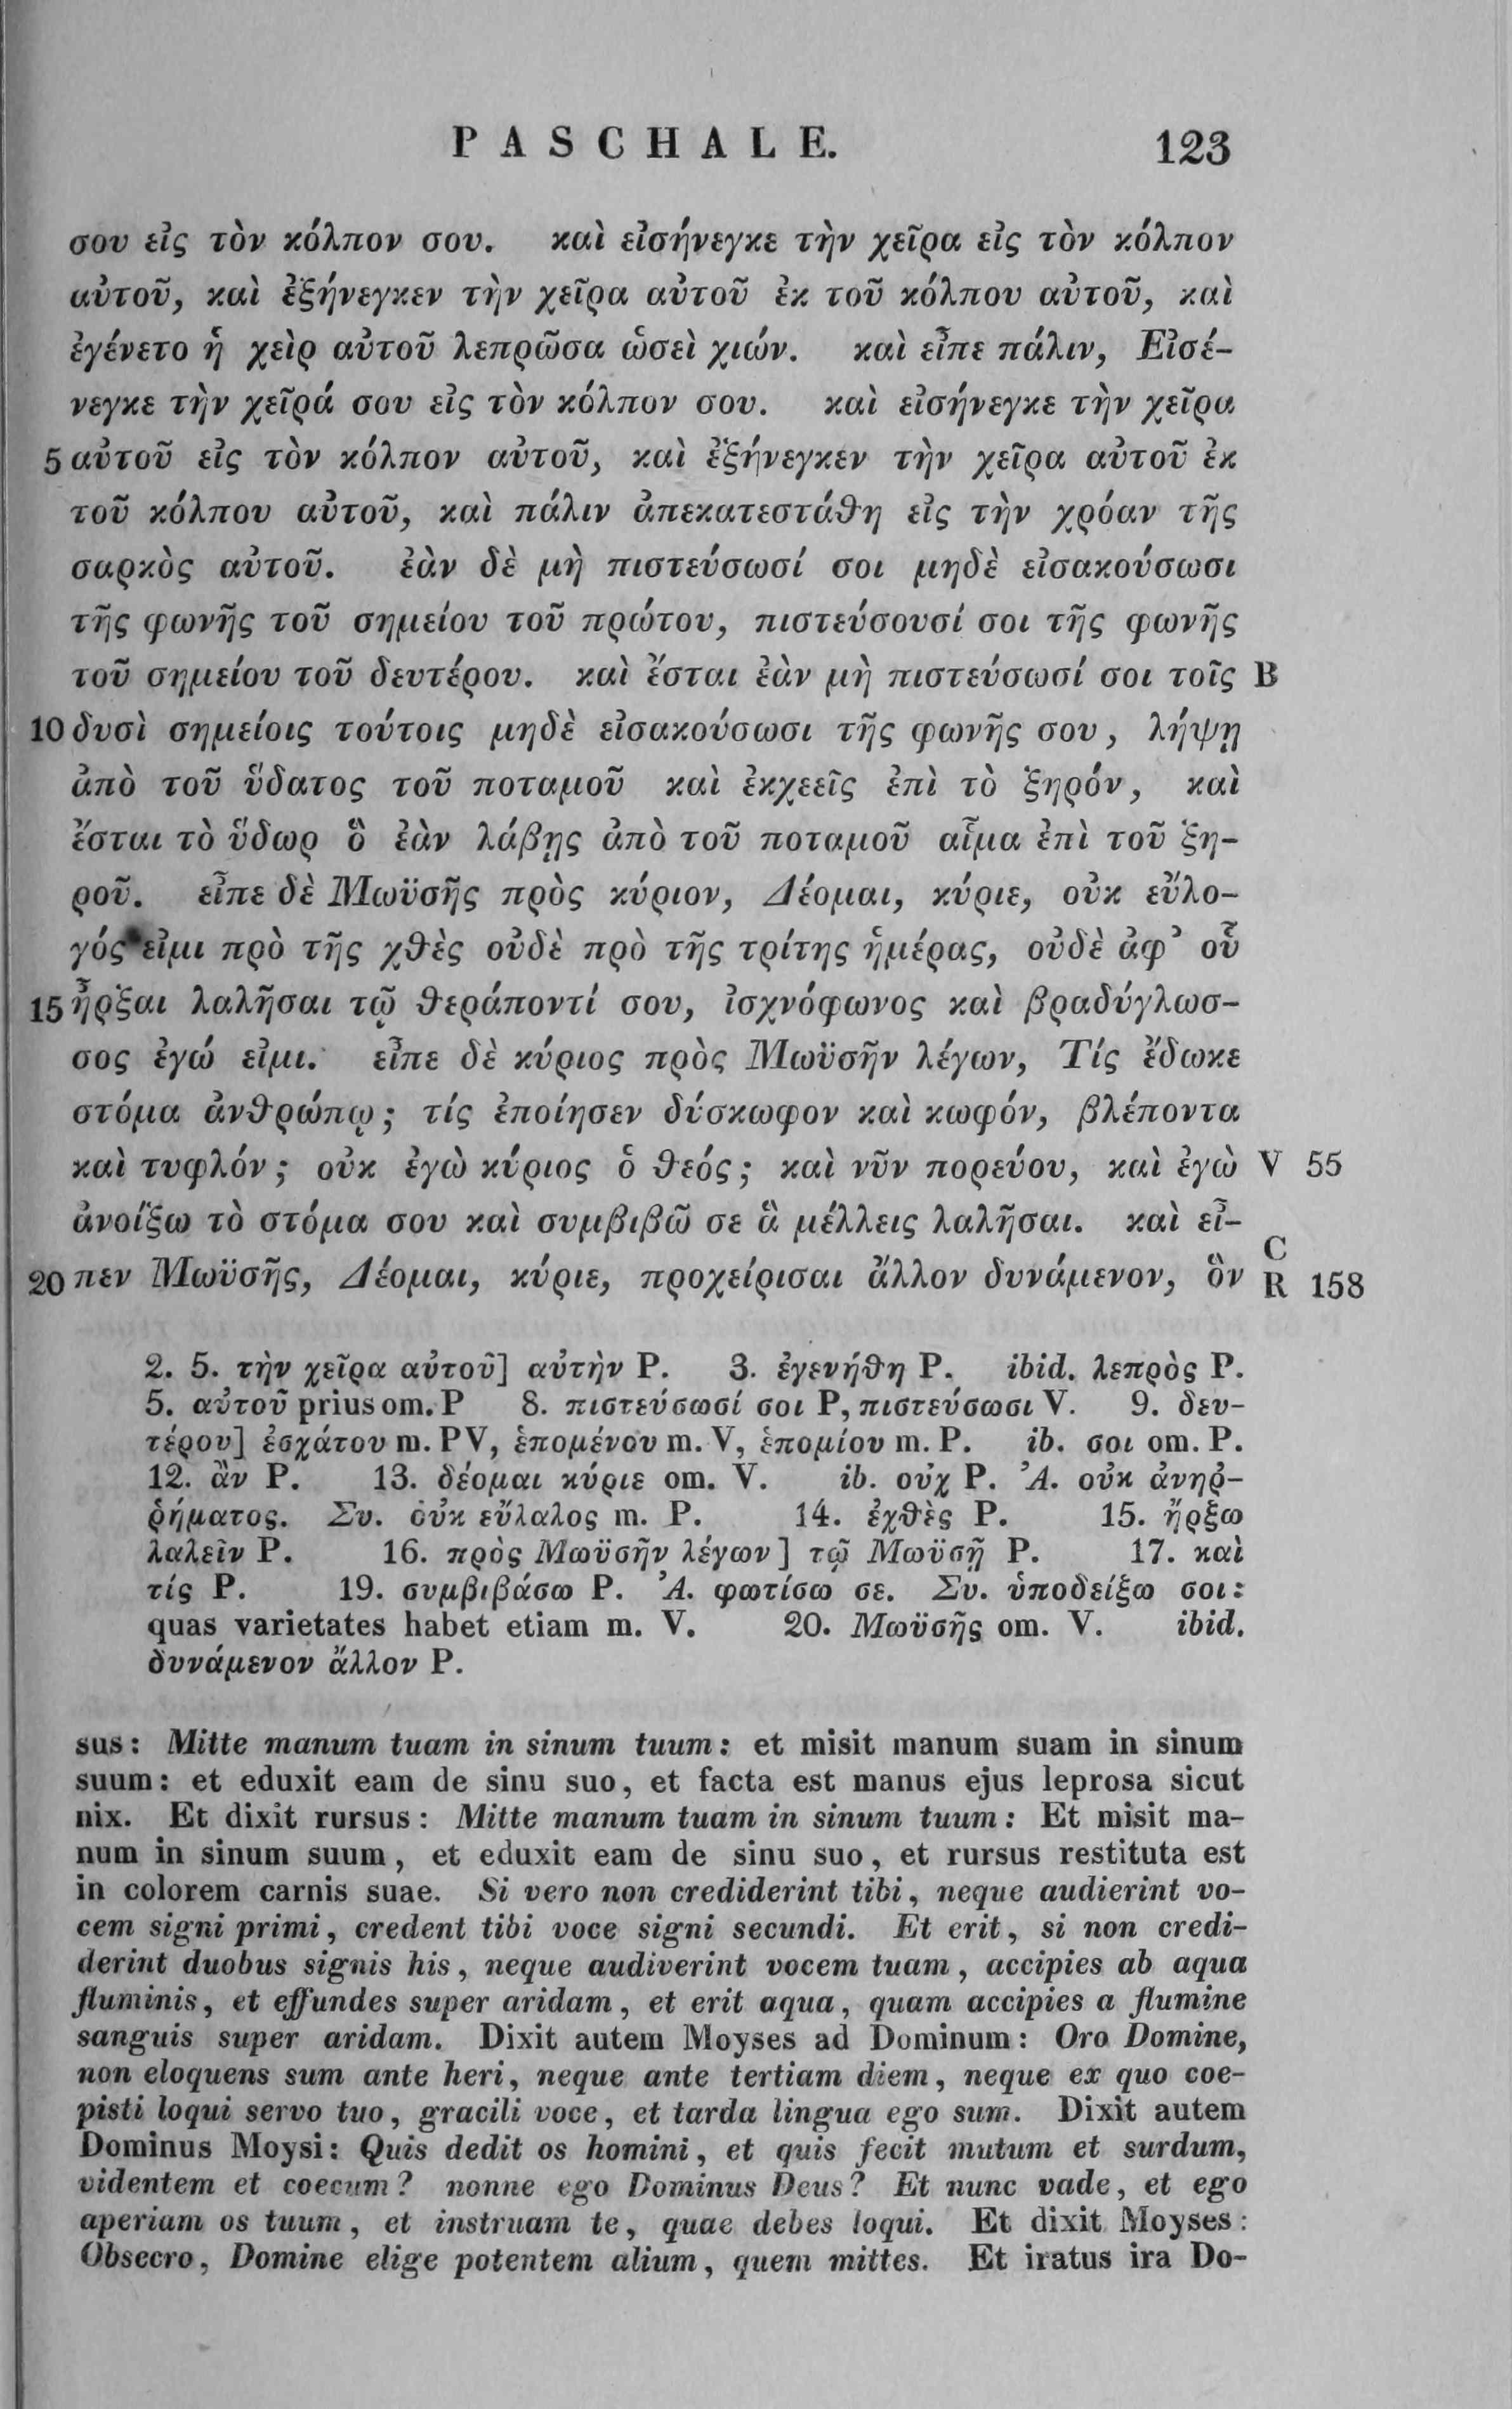 PASCHALE. 123
σου εἰς τὸν κόλπον σου. καὶ εἰσήνεγκε τὴν χεῖρα εἰς τὸν κόλπον
αὐτοῦ, καὶ ἐξήνεγκεν τὴν χεῖρα αὐτοῦ ἐκ τοῦ κόλπου αὐτοῦ, καὶ
ἐγένετο ἡ χεὶρ αὐτοῦ λεπρῶσα ὡσεὶ χιών. καὶ εἶπε πάλιν, Εἰσέ-
νεγκε τὴν χεῖρά σου εἰς τὸν κόλπον σου. καὶ εἰσήνεγκε τὴν χεῖρα
5 αὐτοῦ εἰς τὸν κόλπον αὐτοῦ, καὶ ἐξήνεγκεν τὴν χεῖρα αὐτοῦ ἐκ
τοῦ κόλπου αὐτοῦ, καὶ πάλιν ἀπεκατεστάθη εἰς τὴν χρόαν τῆς
σαρκὸς αὐτοῦ. ἐὰν δὲ μὴ πιστεύσωσί σοι μηδὲ εἰσακούσωσι
τῆς φωνῆς τοῦ σημείου τοῦ πρώτου, πιστεύσουσί σοι τῆς φωνῆς
τοῦ σημείου τοῦ δευτέρου. καὶ ἔσται ἐὰν μὴ πιστεύσωσί σοι τοῖς B
10 δυσὶ σημείοις τούτοις μηδὲ εἰσακούσωσι τῆς φωνῆς σου, λήψῃ
ἀπὸ τοῦ ὕδατος τοῦ ποταμοῦ καὶ ἐκχεεῖς ἐπὶ τὸ ξηρόν, καὶ
ἔσται τὸ ὕδωρ ὃ ἐὰν λάβῃς ἀπὸ τοῦ ποταμοῦ αἷμα ἐπὶ τοῦ ξη-
ροῦ. εἶπε δὲ Μωϋσῆς πρὸς κύριον, Δέομαι, κύριε, οὐκ εὔλο-
γός εἰμι πρὸ τῆς χθὲς οὐδὲ πρὸ τῆς τρίτης ἡμέρας, οὐδὲ ἀφ’ οὗ
15 ἦρξαι λαλῆσαι τῷ θεράποντί σου, ἰσχνόφωνος καὶ βραδύγλωσ-
σος ἐγώ εἰμι. εἶπε δὲ κύριος πρὸς Μωϋσῆν λέγων, Τίς ἔδωκε
στόμα ἀνθρώπῳ; τίς ἐποίησεν δύσκωφον καὶ κωφόν, βλέποντα
καὶ τυφλόν; οὐκ ἐγὼ κύριος ὁ θεός; καὶ νῦν πορεύου, καὶ ἐγὼ V 55
ἀνοίξω τὸ στόμα σου καὶ συμβιβῶ σε ἃ μέλλεις λαλῆσαι. καὶ εἶ-
C
20 πεν Μωϋσῆς, Δέομαι, κύριε, προχείρισαι ἄλλον δυνάμενον, ὃν R 158
2. 5. τὴν χεῖρα αὐτοῦ] αὐτὴν P. 3. ἐγενήθη P. ibid. λεπρὸς P.
5. αὐτοῦ prius om. P 8. πιστεύσωσί σοι P, πιστεύσωσι V. 9. δευ-
τέρου] ἐσχάτου m. PV, ἑπομένου m. V, ἑπομίου m. P. ib. σοι om. P.
12. ἂν P. 13. δέομαι κύριε om. V. ib. οὐχ P. Ἀ. οὐκ ἀνηῤ-
ῥήματος. Συ. οὐκ εὔλαλος m. P. 14. ἐχθὲς P. 15. ἤρξω
λαλεῖν P. 16. πρὸς Μωϋσῆν λέγων] τῷ Μωϋσῇ P. 17. καὶ
τίς P. 19. συμβιβάσω P. Ἀ. φωτίσω σε. Συ. ὑποδείξω σοι:
quas varietates habet etiam m. V. 20. Μωϋσῆς om. V. ibid.
δυνάμενον ἄλλον P.
sus: Mitte manum tuam in sinum tuum: et misit manum suam in sinum
suum: et eduxit eam de sinu suo, et facta est manus ejus leprosa sicut
nix. Et dixit rursus: Mitte manum tuam in sinum tuum: Et misit ma-
num in sinum suum, et eduxit eam de sinu suo, et rursus restituta est
in colorem carnis suae. Si vero non crediderint tibi, neque audierint vo-
cem signi primi, credent tibi voce signi secundi. Et erit, si non credi-
derint duobus signis his, neque audiverint vocem tuam, accipies ab aqua
fluminis, et effundes super aridam, et erit aqua, quam accipies a flumine
sanguis super aridam. Dixit autem Moyses ad Dominum: Oro Domine,
non eloquens sum ante heri, neque ante tertiam diem, neque ex quo coe-
pisti loqui servo tuo, gracili voce, et tarda lingua ego sum. Dixit autem
Dominus Moysi: Quis dedit os homini, et quis fecit mutum et surdum,
videntem et coecum? nonne ego Dominus Deus? Et nunc vade, et ego
aperiam os tuum, et instruam te, quae debes loqui. Et dixit Moyses:
Obsecro, Domine elige potentem alium, quem mittes. Et iratus ira Do-